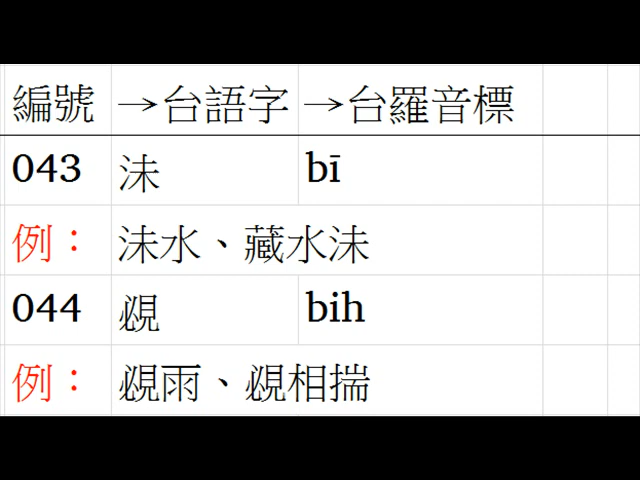 編號 →台語字 →台羅音標
043 沬 bī
例： 沬水、藏水沬
044 覕 bih
例： 覕雨、覕相揣